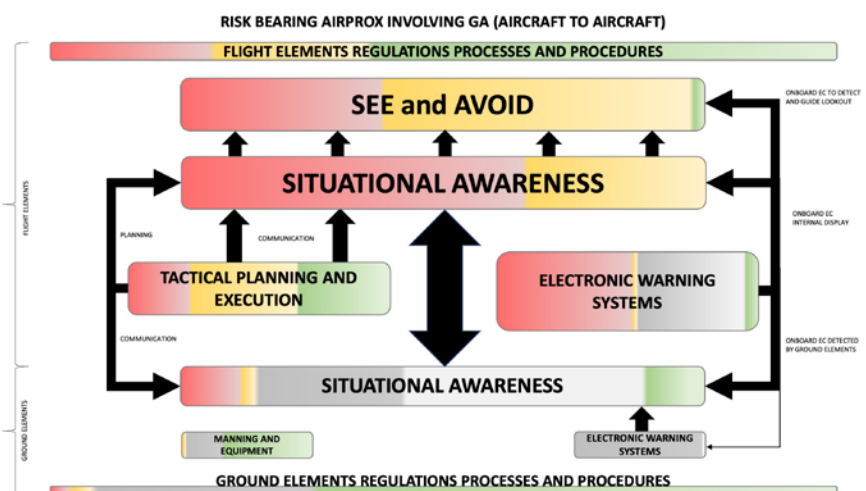 RISK BEARING AIRPROX INVOLVING GA (AIRCRAFT TO AIRCRAFT)
FLIGHT ELEMENTS REGULATIONS PROCESSES AND PROCEDURES
SEE and AVOID
ONBOARD EC TO DETECT
AND GUIDE LOOKOUT
SITUATIONAL AWARENESS
FLIGHT ELEMENTS
PLANNING
COMMUNICATION
ONBOARD EC
INTERNAL DISPLAY
TACTICAL PLANNING AND
EXECUTION
ELECTRONIC WARNING
SYSTEMS
COMMUNICATION
ONBOARD EC DETECTED
BY GROUND ELEMENTS
SITUATIONAL AWARENESS
GROUND ELEMENTS
MANNING AND
EQUIPMENT
ELECTRONIC WARNING
SYSTEMS
GROUND ELEMENTS REGULATIONS PROCESSES AND PROCEDURES